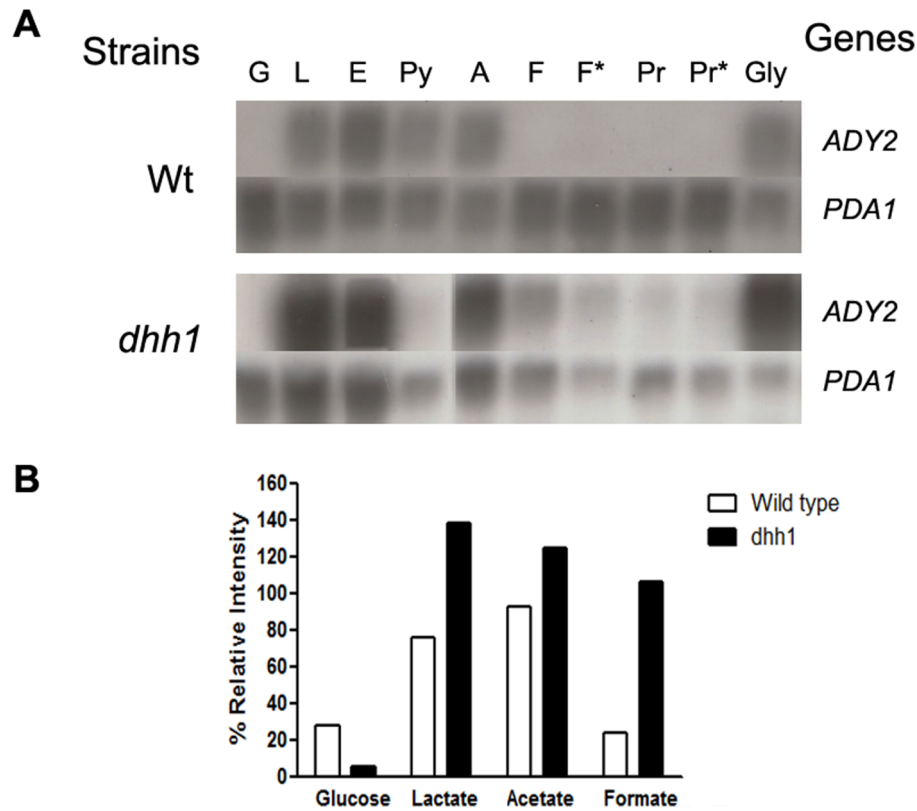 A
Strains
Genes
G L E Py A F F* Pr Pr* Gly
Wt
ADY2
PDA1
dhh1
ADY2
PDA1
B
160
140
120
100
80
60
40
20
0
% Relative Intensity
Glucose Lactate Acetate Formate
Wild type
dhh1